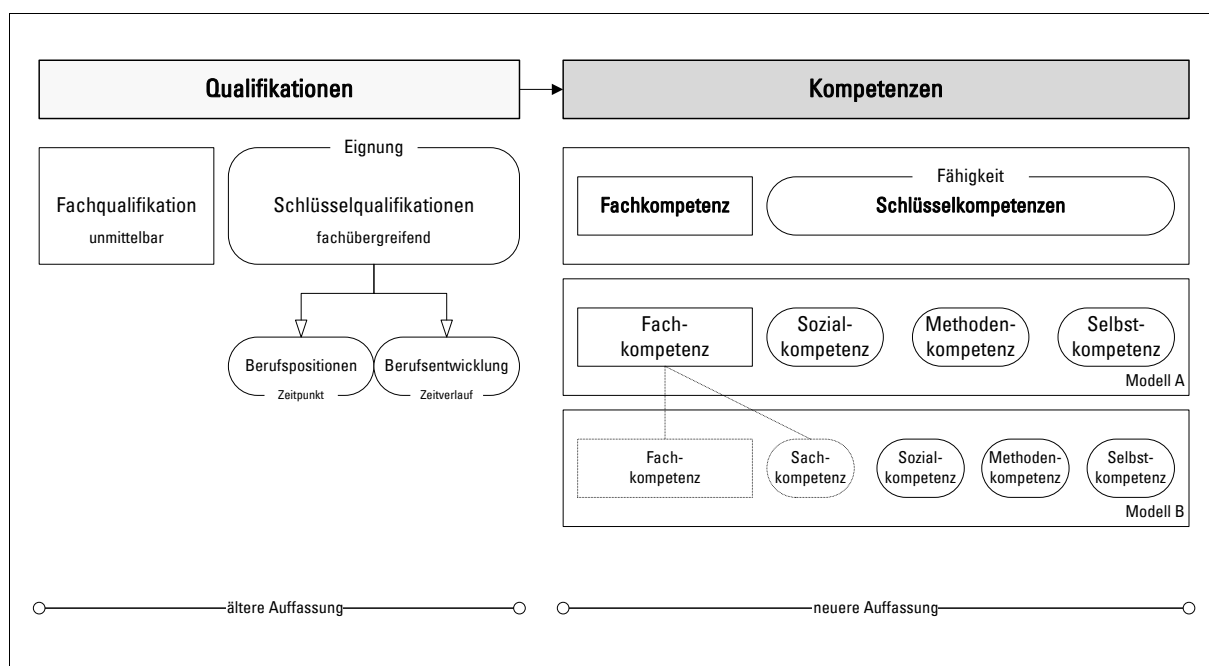 Qualifikationen
Kompetenzen
Eignung
Fachqualifikation
unmittelbar
Schlüsselqualifikationen
fachübergreifend
Berufspositionen
Zeitpunkt
Berufsentwicklung
Zeitverlauf
Fähigkeit
Fachkompetenz
Schlüsselkompetenzen
Fach-
kompetenz
Sozial-
kompetenz
Methoden-
kompetenz
Selbst-
kompetenz
Modell A
Fach-
kompetenz
Sach-
kompetenz
Sozial-
kompetenz
Methoden-
kompetenz
Selbst-
kompetenz
Modell B
ältere Auffassung
neuere Auffassung